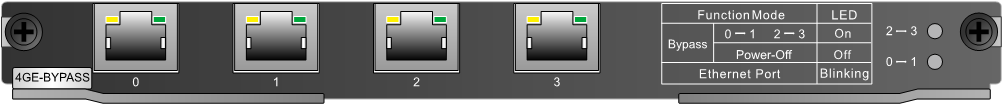 4GE-BYPASS
0
1
2
3
Function Mode LED
Bypass 0—1 2—3 On
Power-Off Off
Ethernet Port Blinking
2—3
0—1